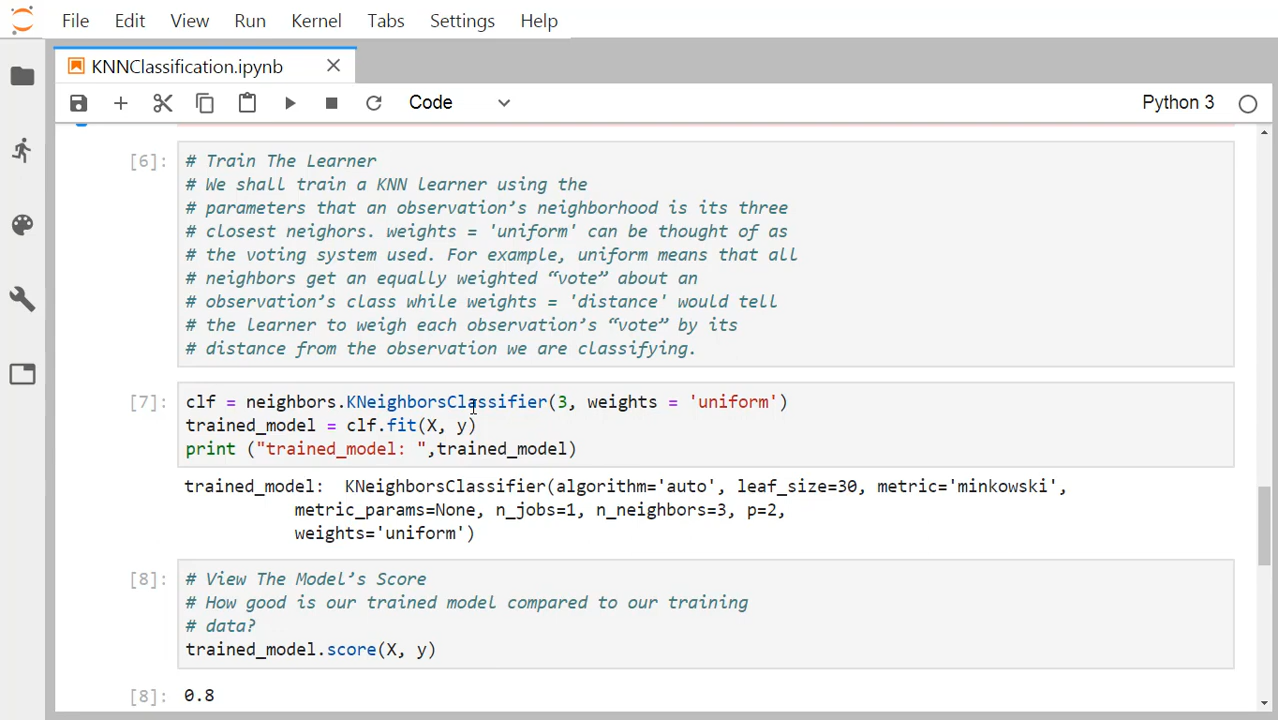 File Edit View Run Kernel Tabs Settings Help
KNNClassification.ipynb
Code Python 3
[6]: # Train The Learner
# We shall train a KNN learner using the
# parameters that an observation’s neighborhood is its three
# closest neighors. weights = 'uniform' can be thought of as
# the voting system used. For example, uniform means that all
# neighbors get an equally weighted “vote” about an
# observation’s class while weights = 'distance' would tell
# the learner to weigh each observation’s “vote” by its
# distance from the observation we are classifying.
[7]: clf = neighbors.KNeighborsClassifier(3, weights = 'uniform')
trained_model = clf.fit(X, y)
print ("trained_model: ",trained_model)
trained_model:  KNeighborsClassifier(algorithm='auto', leaf_size=30, metric='minkowski',
metric_params=None, n_jobs=1, n_neighbors=3, p=2,
weights='uniform')
[8]: # View The Model’s Score
# How good is our trained model compared to our training
# data?
trained_model.score(X, y)
[8]: 0.8